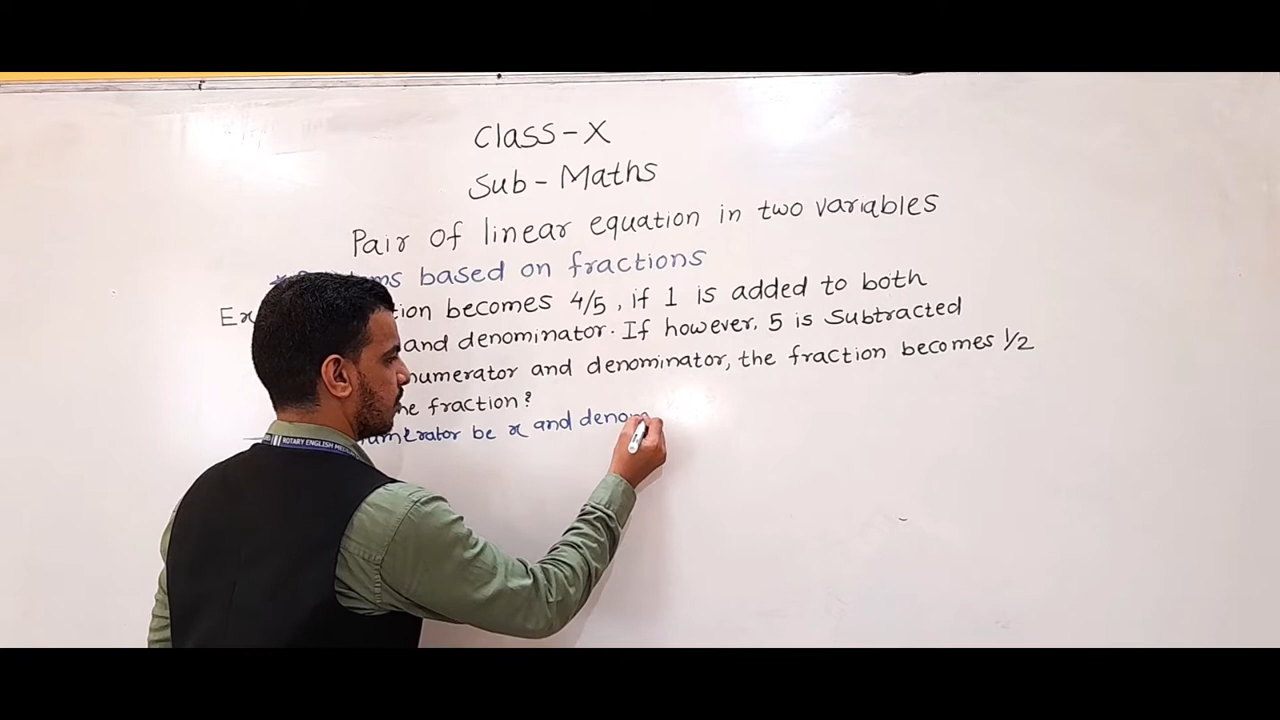 Class-X
Sub-Maths
Pair of linear equation in two variables
based on fractions
becomes 4/5, if 1 is added to both
and denominator. If however, 5 is subtracted
numerator and denominator, the fraction becomes 1/2
fraction?
be x and denom
ROTARY ENGLISH